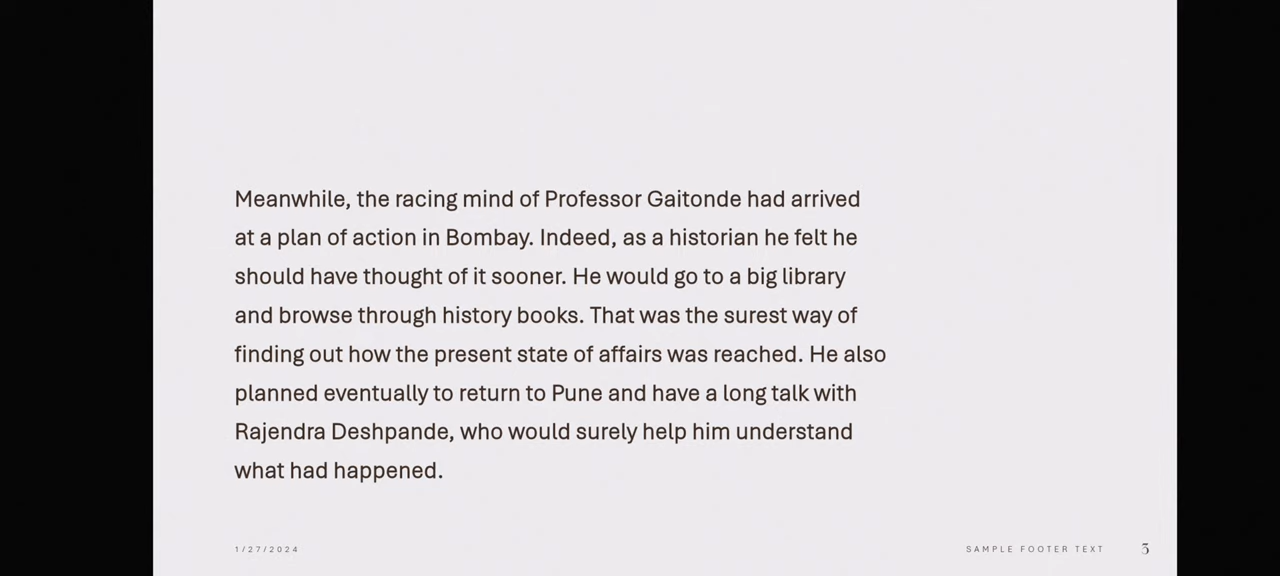 Meanwhile, the racing mind of Professor Gaitonde had arrived
at a plan of action in Bombay. Indeed, as a historian he felt he
should have thought of it sooner. He would go to a big library
and browse through history books. That was the surest way of
finding out how the present state of affairs was reached. He also
planned eventually to return to Pune and have a long talk with
Rajendra Deshpande, who would surely help him understand
what had happened.
1/27/2024 SAMPLE FOOTER TEXT 3